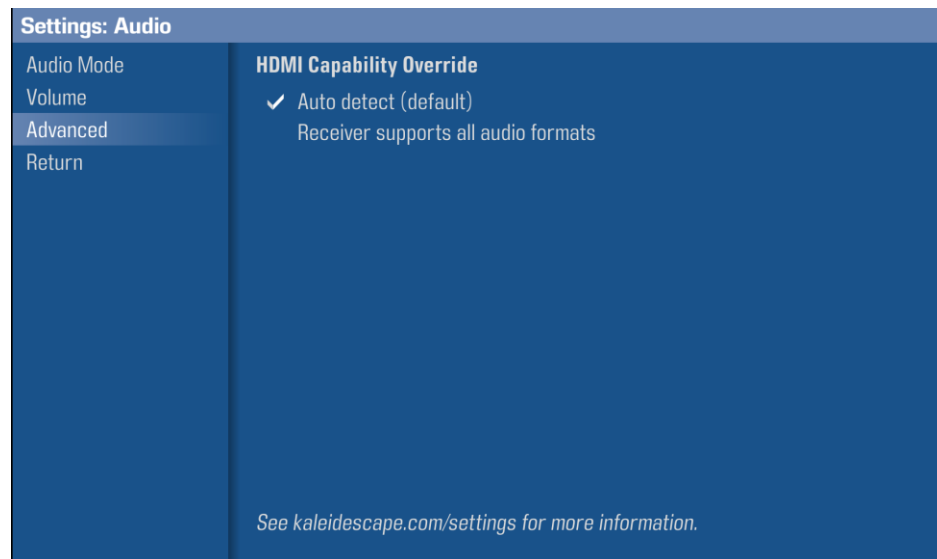 Settings: Audio
Audio Mode
Volume
Advanced
Return
HDMI Capability Override
Auto detect (default)
Receiver supports all audio formats
See kaleidescape.com/settings for more information.